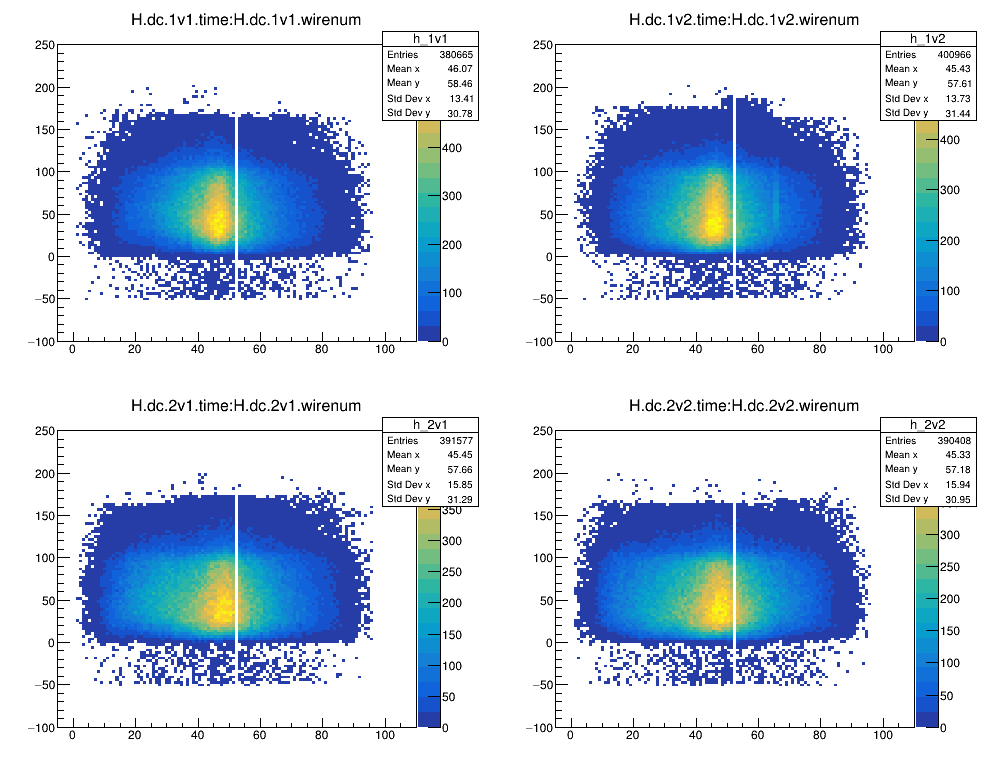 H.dc.1v1.time:H.dc.1v1.wirenum
h_1v1
Entries 380665
Mean x 46.07
Mean y 58.46
Std Dev x 13.41
Std Dev y 30.78
250
200
150
100
50
0
−50
−100
0 20 40 60 80 100
400
300
200
100
0
H.dc.1v2.time:H.dc.1v2.wirenum
h_1v2
Entries 400966
Mean x 45.43
Mean y 57.61
Std Dev x 13.73
Std Dev y 31.44
250
200
150
100
50
0
−50
−100
0 20 40 60 80 100
400
300
200
100
0
H.dc.2v1.time:H.dc.2v1.wirenum
h_2v1
Entries 391577
Mean x 45.45
Mean y 57.66
Std Dev x 15.85
Std Dev y 31.29
250
200
150
100
50
0
−50
−100
0 20 40 60 80 100
350
300
250
200
150
100
50
0
H.dc.2v2.time:H.dc.2v2.wirenum
h_2v2
Entries 390408
Mean x 45.33
Mean y 57.18
Std Dev x 15.94
Std Dev y 30.95
250
200
150
100
50
0
−50
−100
0 20 40 60 80 100
300
250
200
150
100
50
0